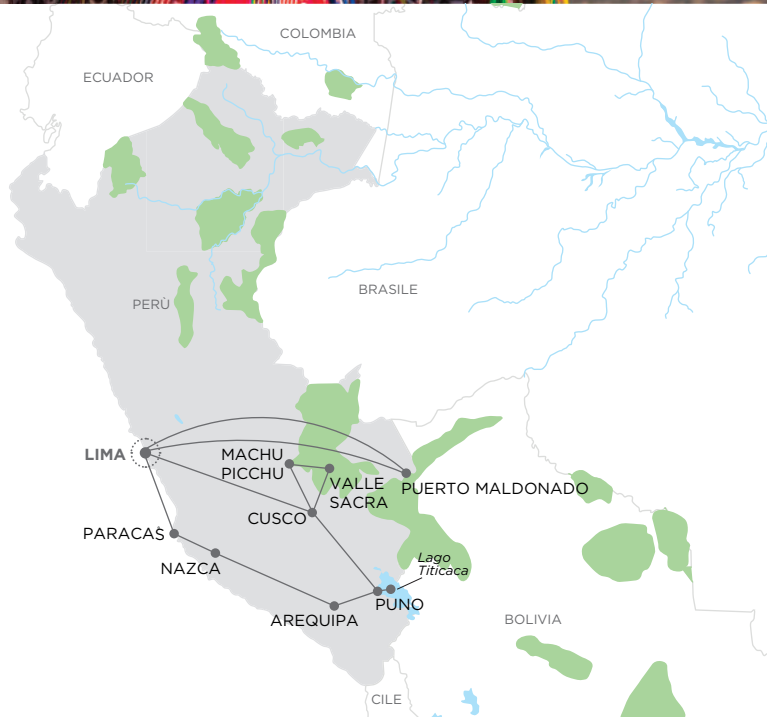 COLOMBIA
ECUADOR
BRASILE
PERÙ
LIMA
MACHU
PICCHU
VALLE
SACRA
PUERTO MALDONADO
CUSCO
PARACAS
NAZCA
Lago
Titicaca
PUNO
AREQUIPA
BOLIVIA
CILE